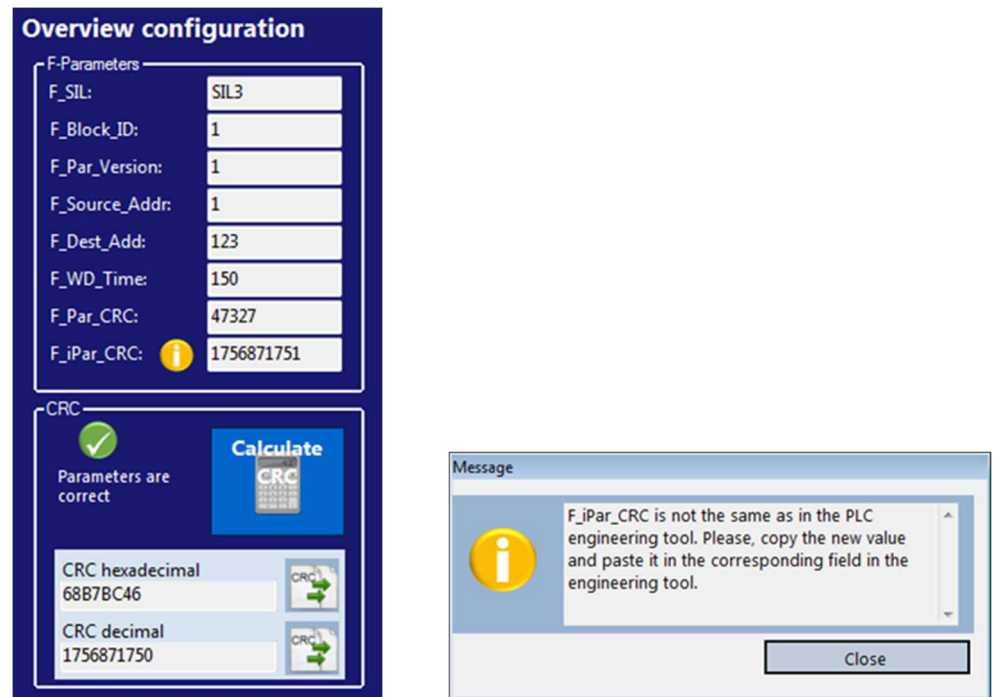 Overview configuration
F-Parameters
F_SIL: SIL3
F_Block_ID: 1
F_Par_Version: 1
F_Source_Addr: 1
F_Dest_Add: 123
F_WD_Time: 150
F_Par_CRC: 47327
F_iPar_CRC: i 1756871751
CRC
Calculate
CRC
Parameters are
correct
CRC hexadecimal
68B7BC46
CRC
CRC decimal
1756871750
CRC
Message
F_iPar_CRC is not the same as in the PLC
engineering tool. Please, copy the new value
and paste it in the corresponding field in the
engineering tool.
i
Close